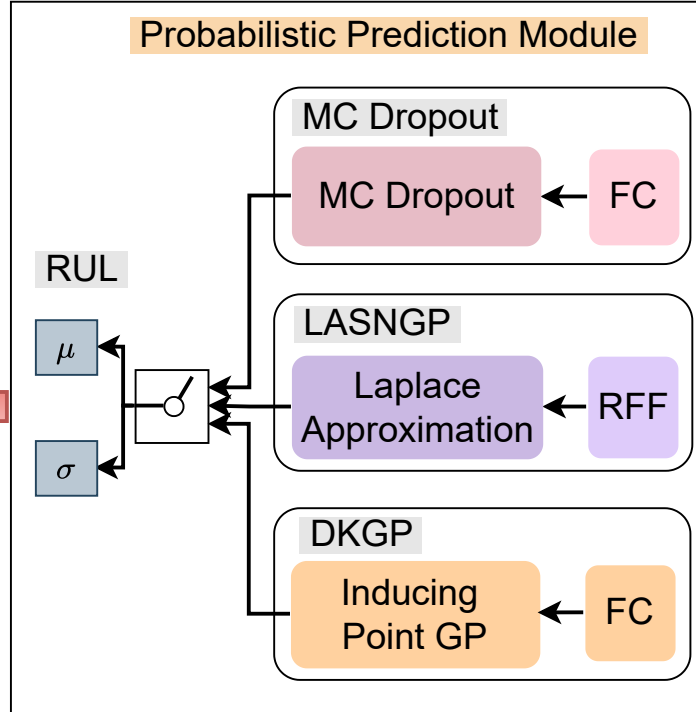 Probabilistic Prediction Module
MC Dropout
MC Dropout
FC
RUL
μ
σ
LASNGP
Laplace
Approximation
RFF
DKGP
Inducing
Point GP
FC